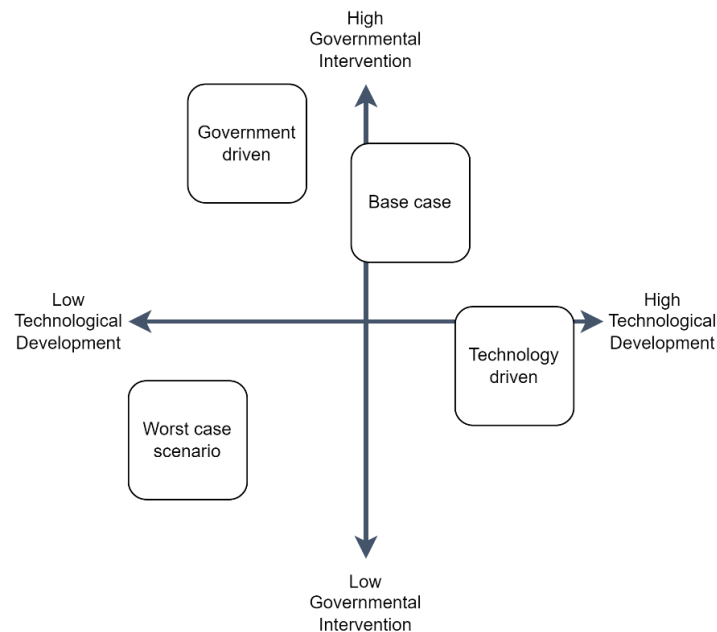 High
Governmental
Intervention
Government
driven
Base case
Low
Technological
Development
High
Technological
Development
Technology
driven
Worst case
scenario
Low
Governmental
Intervention